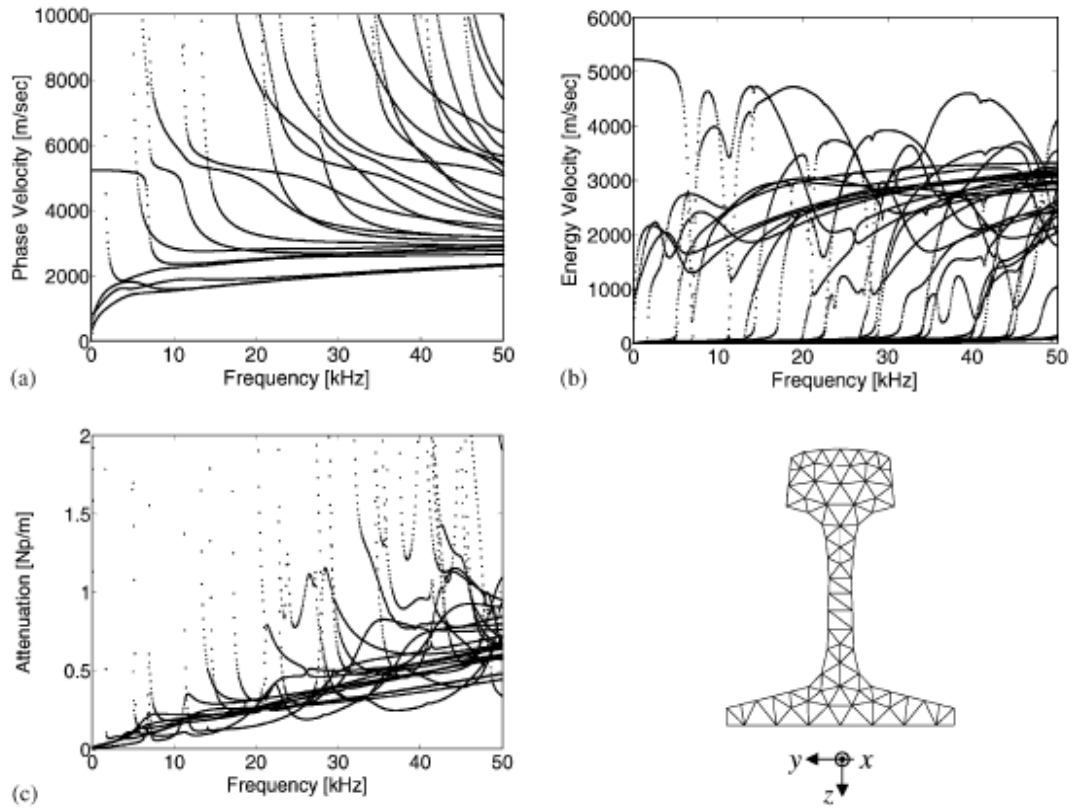 10000
8000
6000
4000
2000
0
Phase Velocity [m/sec]
0 10 20 30 40 50
Frequency [kHz]
(a)
6000
5000
4000
3000
2000
1000
0
Energy Velocity [m/sec]
0 10 20 30 40 50
Frequency [kHz]
(b)
2
1.5
1
0.5
0
Attenuation [Np/m]
0 10 20 30 40 50
Frequency [kHz]
(c)
y x
z